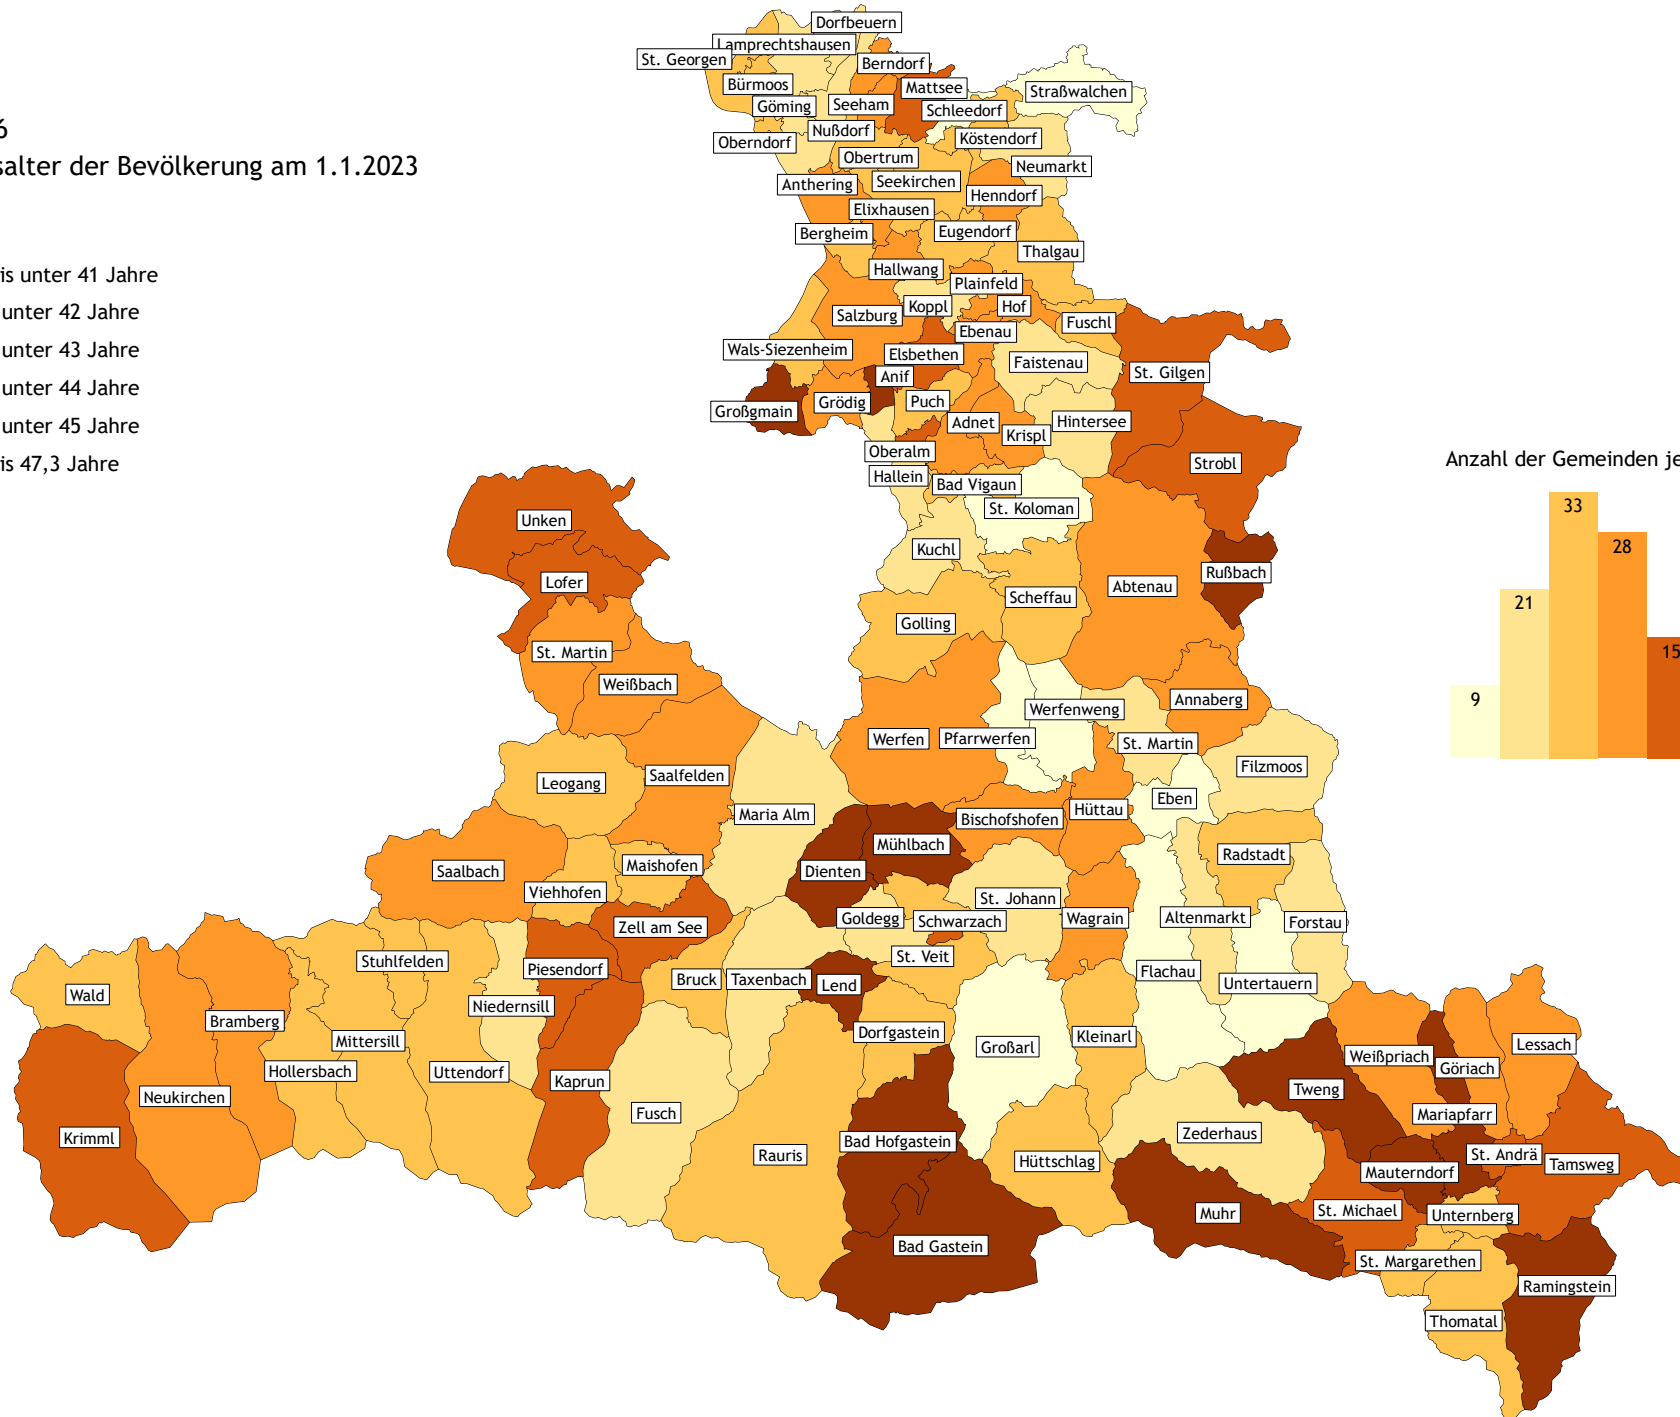 6
salter der Bevölkerung am 1.1.2023
is unter 41 Jahre
unter 42 Jahre
unter 43 Jahre
unter 44 Jahre
unter 45 Jahre
is 47,3 Jahre
Anzahl der Gemeinden je
9
21
33
28
15
Dorfbeuern
Lamprechtshausen
St. Georgen
Berndorf
Bürmoos
Mattsee
Straßwalchen
Göming
Seeham
Schleedorf
Nußdorf
Oberndorf
Köstendorf
Obertrum
Neumarkt
Anthering
Seekirchen
Henndorf
Elixhausen
Bergheim
Eugendorf
Thalgau
Hallwang
Plainfeld
Koppl
Hof
Salzburg
Fuschl
Ebenau
Wals-Siezenheim
Elsbethen
Faistenau
St. Gilgen
Anif
Großgmain
Grödig
Puch
Adnet
Hintersee
Krispl
Oberalm
Strobl
Hallein
Bad Vigaun
St. Koloman
Unken
Kuchl
Rußbach
Lofer
Abtenau
Scheffau
Golling
St. Martin
Weißbach
Annaberg
Werfenweng
Werfen
Pfarrwerfen
St. Martin
Filzmoos
Saalfelden
Leogang
Eben
Hüttau
Maria Alm
Bischofshofen
Mühlbach
Radstadt
Maishofen
Saalbach
Dienten
Viehhofen
St. Johann
Goldegg
Schwarzach
Wagrain
Altenmarkt
Forstau
Zell am See
St. Veit
Stuhlfelden
Piesendorf
Flachau
Bruck
Taxenbach
Lend
Untertauern
Wald
Niedernsill
Bramberg
Dorfgastein
Kleinarl
Mittersill
Großarl
Lessach
Weißpriach
Göriach
Hollersbach
Uttendorf
Kaprun
Tweng
Neukirchen
Fusch
Mariapfarr
Krimml
Zederhaus
Bad Hofgastein
Rauris
St. Andrä
Hüttschlag
Tamsweg
Mauterndorf
Muhr
St. Michael
Unternberg
Bad Gastein
St. Margarethen
Ramingstein
Thomatal